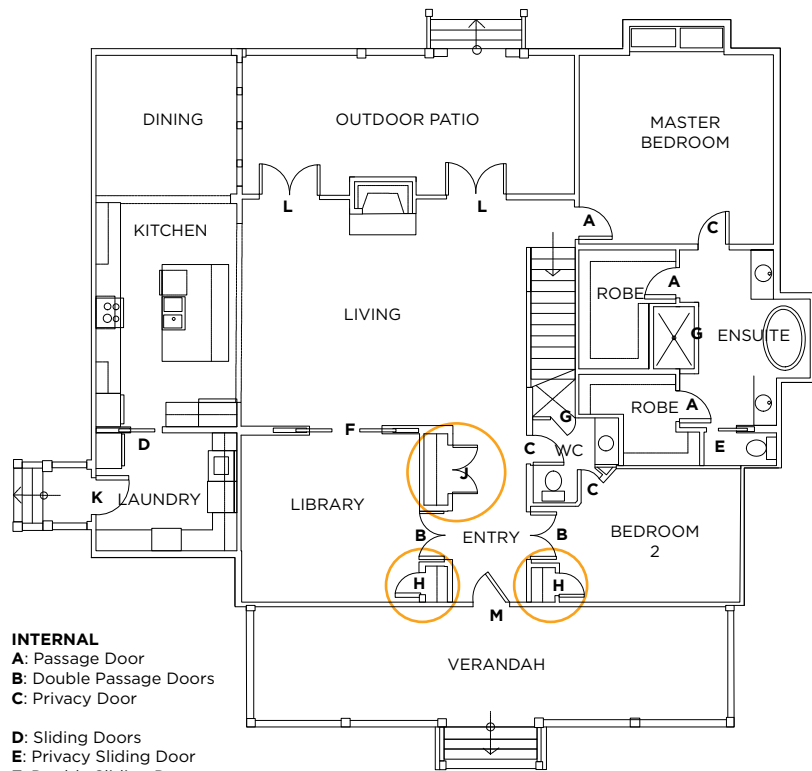 DINING
OUTDOOR PATIO
MASTER
BEDROOM
L
L
A
C
KITCHEN
A
ROBE
LIVING
G
ENSUITE
A
ROBE
G
F
D
C
WC
E
J
C
K
LAUNDRY
LIBRARY
B
ENTRY
B
BEDROOM
2
H
H
M
VERANDAH
INTERNAL
A: Passage Door
B: Double Passage Doors
C: Privacy Door
D: Sliding Doors
E: Privacy Sliding Door